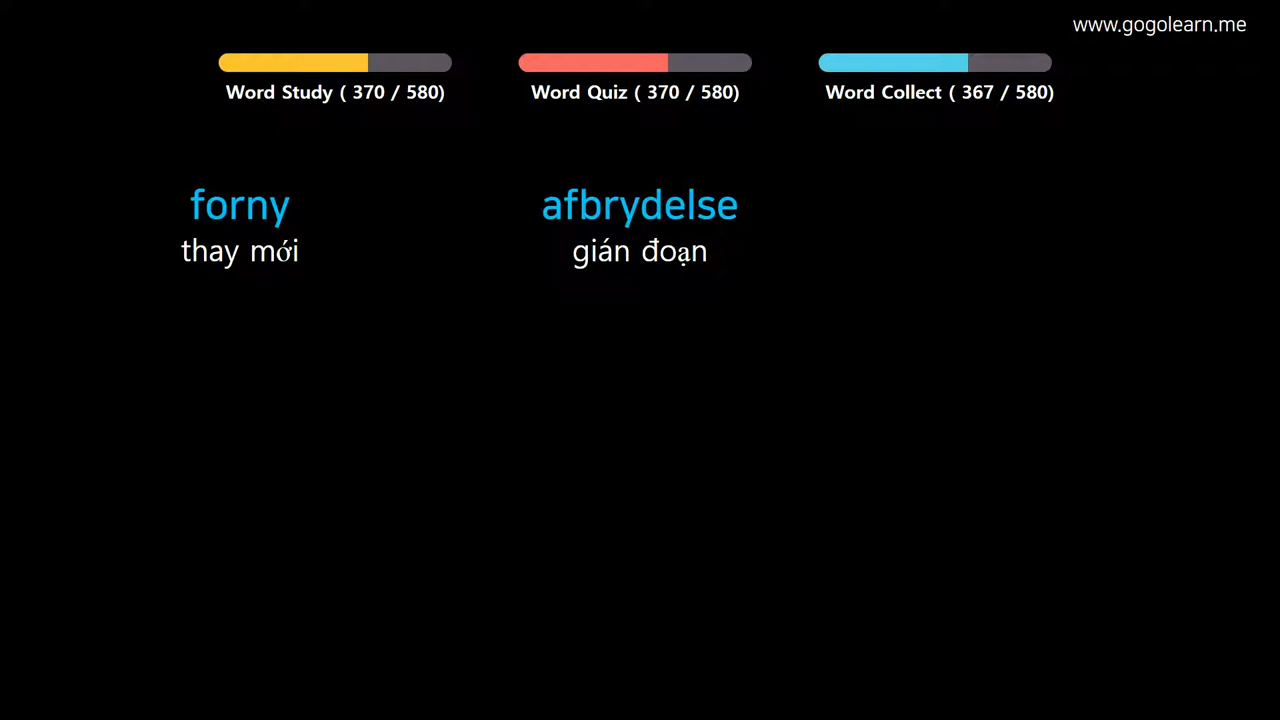 www.gogolearn.me
Word Study ( 370 / 580)
Word Quiz ( 370 / 580)
Word Collect ( 367 / 580)
forny
thay mới
afbrydelse
gián đoạn